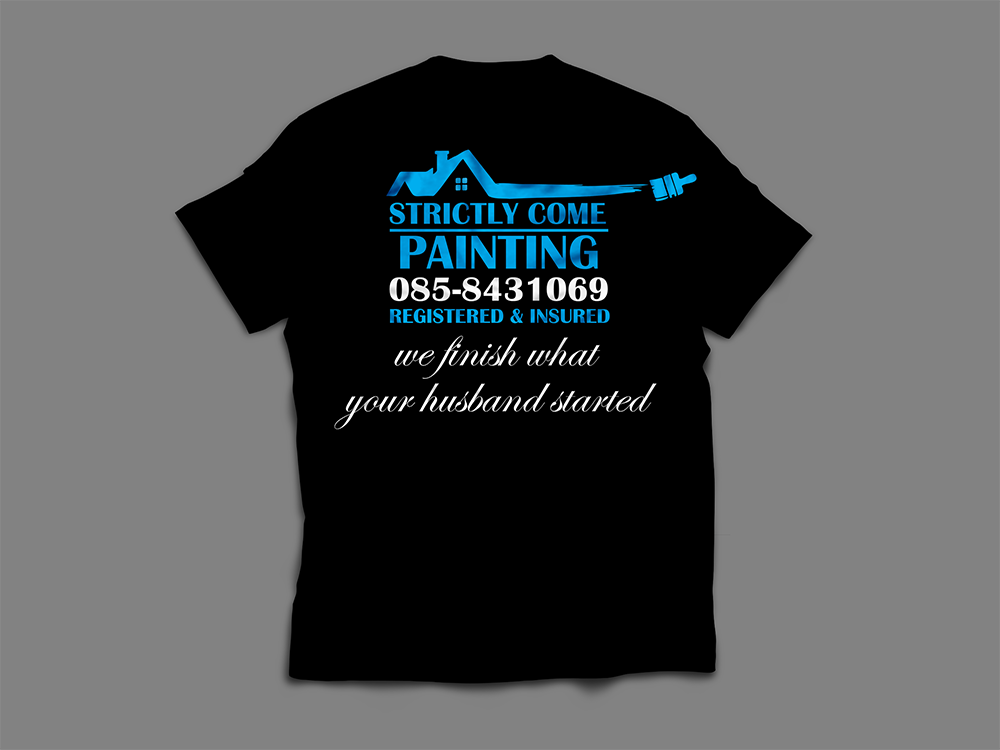 STRICTLY COME
PAINTING
085-8431069
REGISTERED & INSURED
we finish what
your husband started